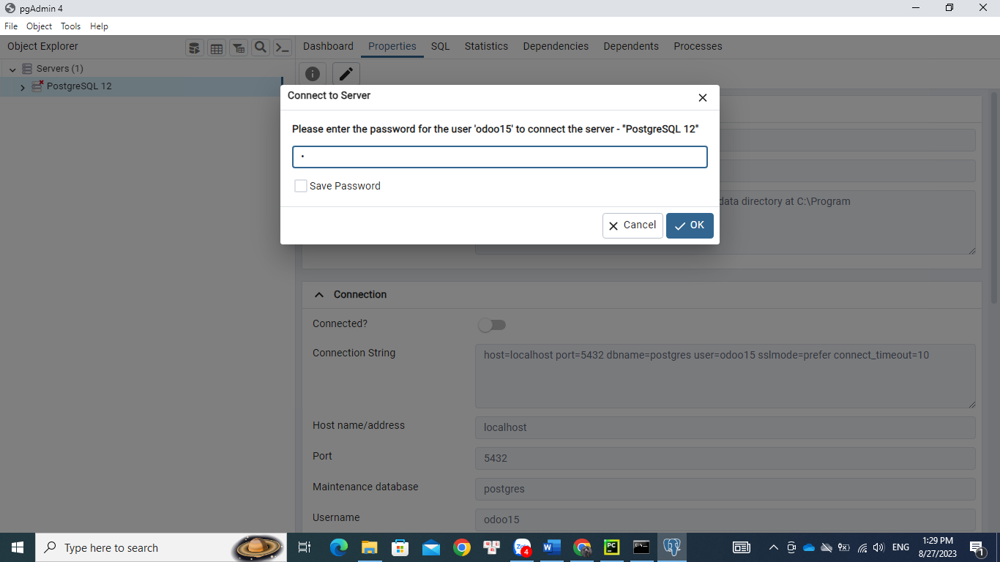 pgAdmin 4
File Object Tools Help
Object Explorer
Dashboard Properties SQL Statistics Dependencies Dependents Processes
Servers (1)
PostgreSQL 12
Connect to Server
Please enter the password for the user 'odoo15' to connect the server - "PostgreSQL 12"
•
Save Password
data directory at C:\Program
Cancel OK
Connection
Connected?
Connection String host=localhost port=5432 dbname=postgres user=odoo15 sslmode=prefer connect_timeout=10
Host name/address localhost
Port 5432
Maintenance database postgres
Username odoo15
Type here to search
4
W
PC
ENG
1:29 PM
8/27/2023
1